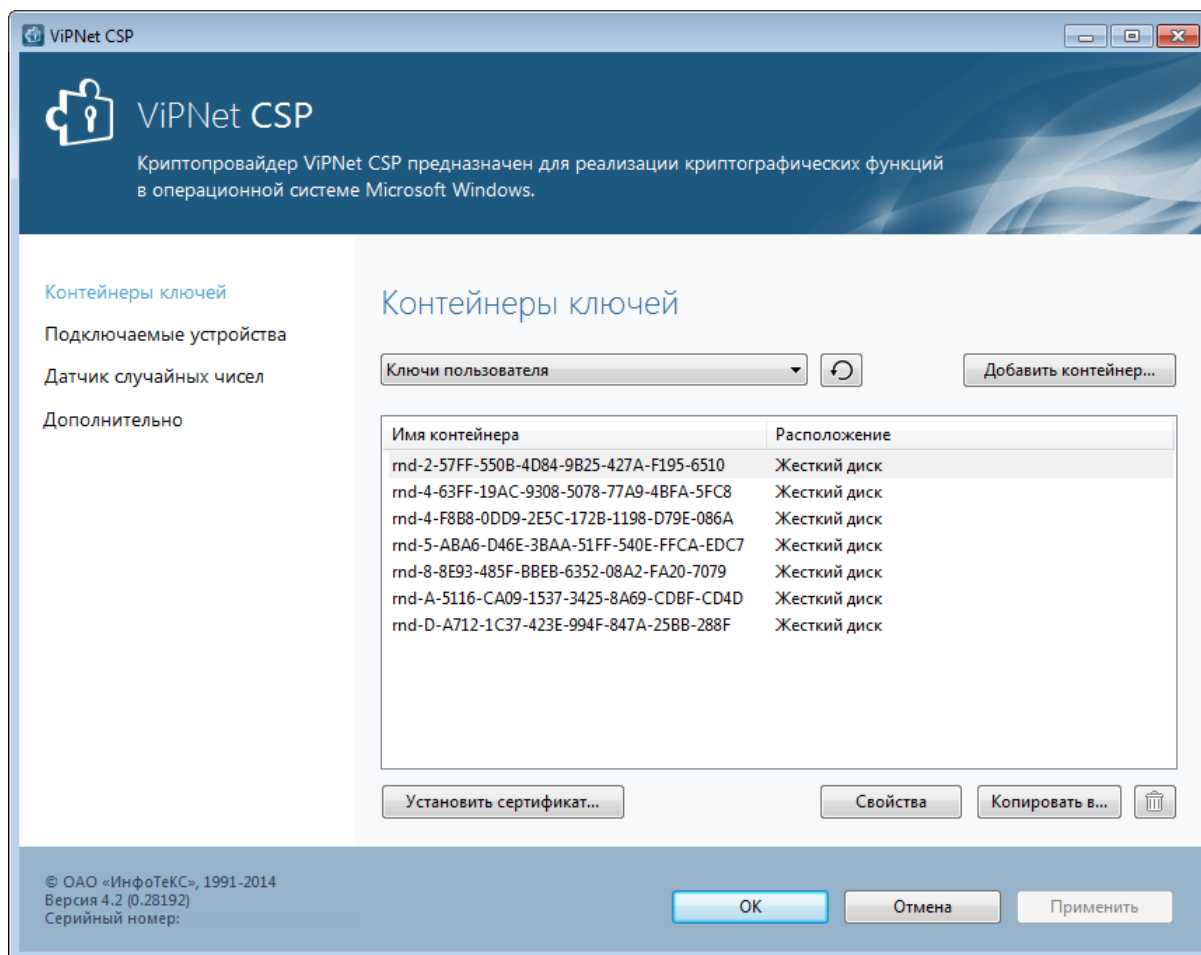 ViPNet CSP
ViPNet CSP
Криптопровайдер ViPNet CSP предназначен для реализации криптографических функций
в операционной системе Microsoft Windows.
Контейнеры ключей
Подключаемые устройства
Датчик случайных чисел
Дополнительно
Контейнеры ключей
Ключи пользователя
Добавить контейнер...
Имя контейнера Расположение
rnd-2-57FF-550B-4D84-9B25-427A-F195-6510 Жесткий диск
rnd-4-63FF-19AC-9308-5078-77A9-4BFA-5FC8 Жесткий диск
rnd-4-F8B8-0DD9-2E5C-172B-1198-D79E-086A Жесткий диск
rnd-5-ABA6-D46E-3BAA-51FF-540E-FFCA-EDC7 Жесткий диск
rnd-8-8E93-485F-BBEB-6352-08A2-FA20-7079 Жесткий диск
rnd-A-5116-CA09-1537-3425-8A69-CDBF-CD4D Жесткий диск
rnd-D-A712-1C37-423E-994F-847A-25BB-288F Жесткий диск
Установить сертификат... Свойства Копировать в...
© ОАО «ИнфоТеКС», 1991-2014
Версия 4.2 (0.28192)
Серийный номер:
OK Отмена Применить